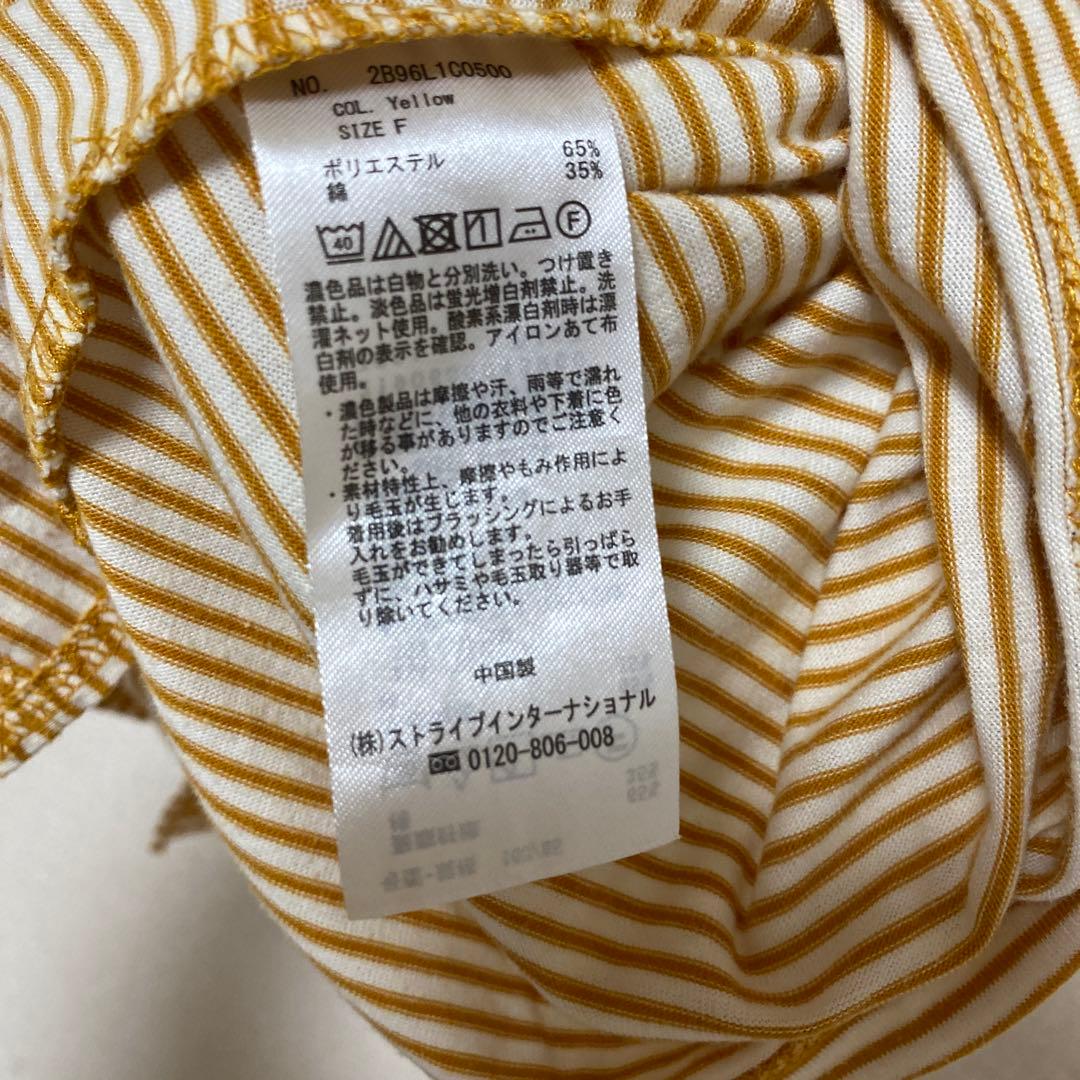 NO. 2B96L1C0500
COL. Yellow
SIZE F
ポリエステル 65%
綿 35%
40 F
濃色品は白物と分別洗い。つけ置き
禁止。淡色品は蛍光増白剤禁止。洗
濯ネット使用。酸素系漂白剤時は漂
白剤の表示を確認。アイロンあて布
使用。
・濃色製品は摩擦や汗、雨等で濡れ
た時などに、他の衣料や下着に色
が移る事がありますのでご注意く
ださい。
・素材特性上、摩擦やもみ作用によ
り毛玉が生じます。
着用後はブラッシングによるお手
入れをお勧めします。
毛玉ができてしまったら引っぱら
ずに、ハサミや毛玉取り器等で取
り除いてください。
中国製
(株)ストライプインターナショナル
0120-806-008